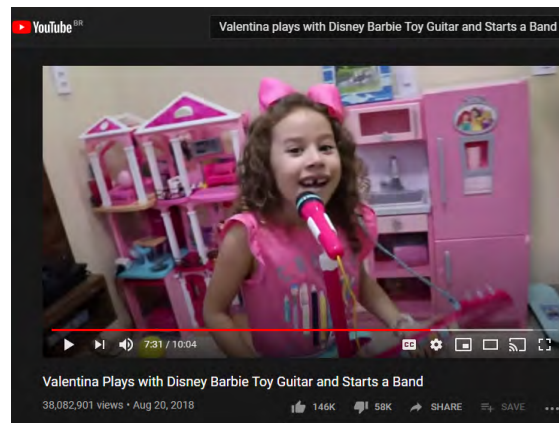 YouTube BR
Valentina plays with Disney Barbie Toy Guitar and Starts a Band
7:31 / 10:04
CC
Valentina Plays with Disney Barbie Toy Guitar and Starts a Band
38,082,901 views • Aug 20, 2018
146K 58K SHARE SAVE